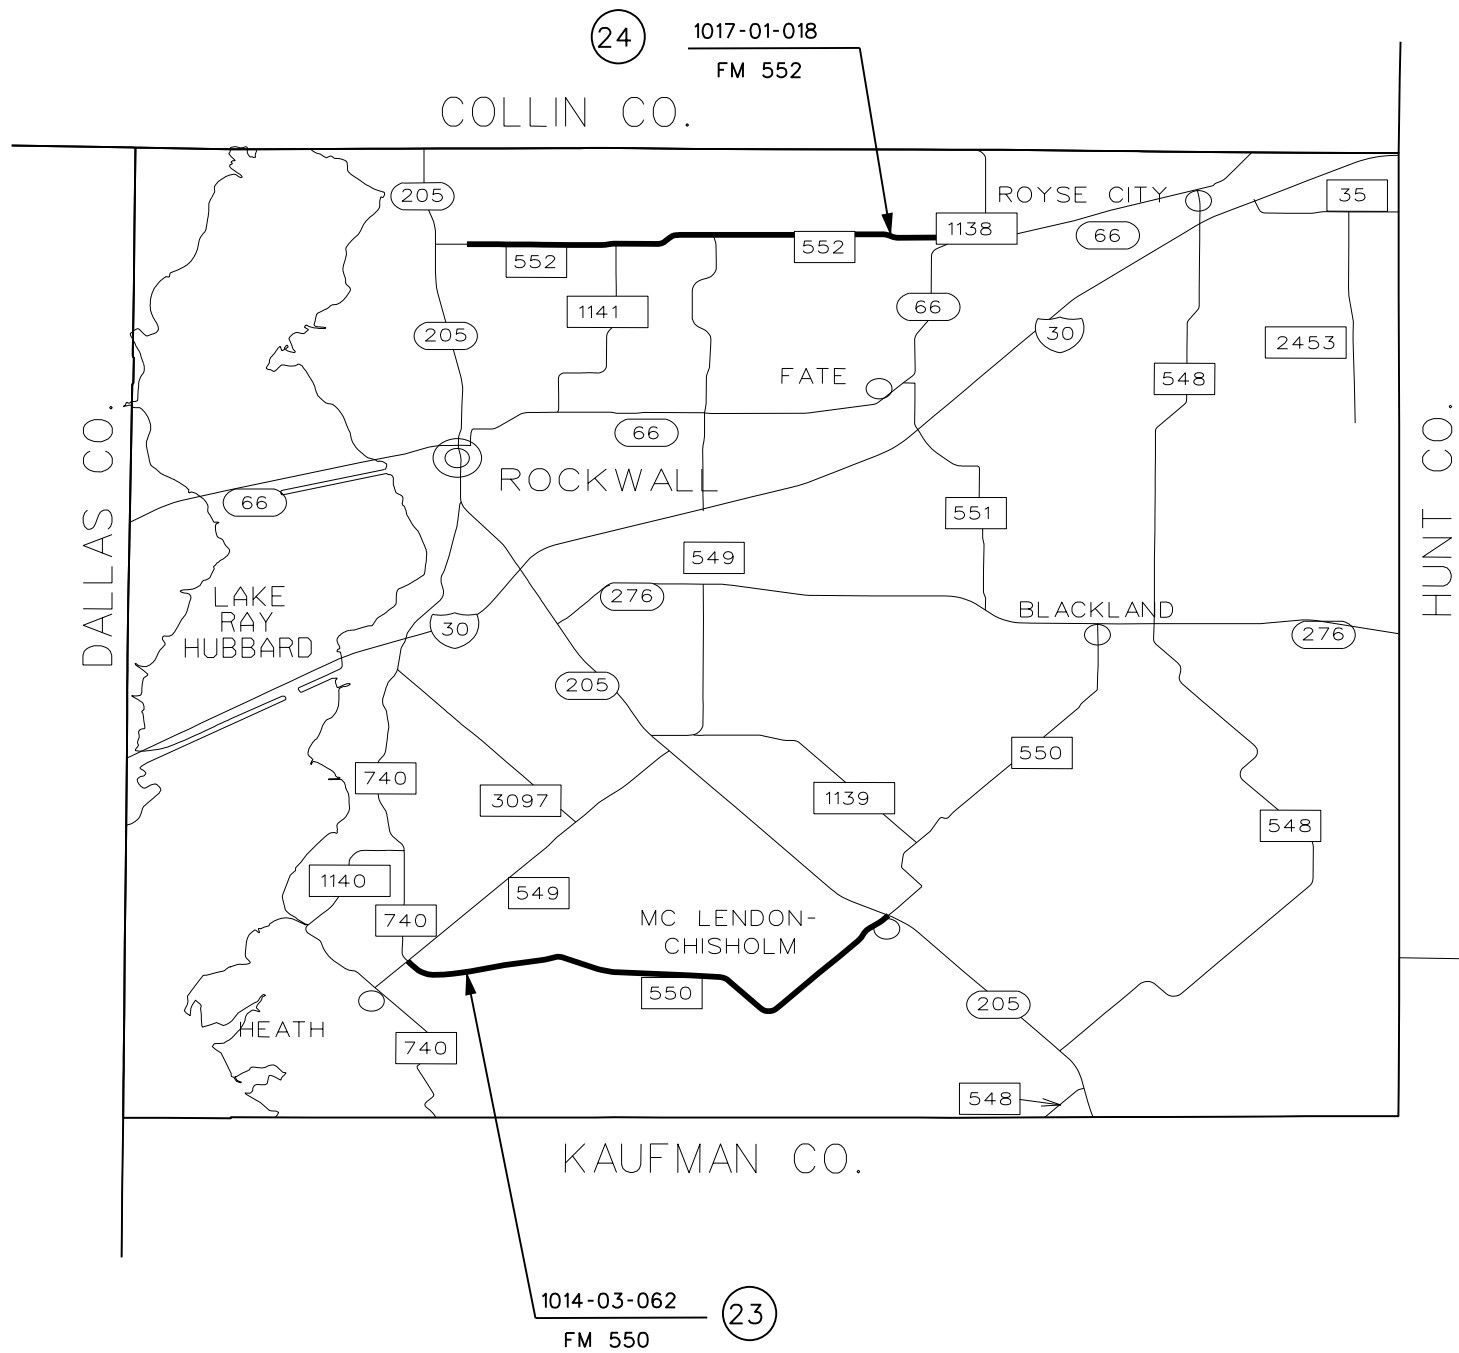 24
1017-01-018
FM 552
COLLIN CO.
205
ROYSE CITY
35
1138
66
552
552
1141
66
205
30
2453
FATE
548
DALLAS CO.
HUNT CO.
66
ROCKWALL
66
551
549
LAKE
RAY
HUBBARD
276
BLACKLAND
30
276
205
550
740
3097
1139
548
1140
549
740
MC LENDON-
CHISHOLM
550
205
HEATH
740
548
KAUFMAN CO.
1014-03-062
FM 550
23